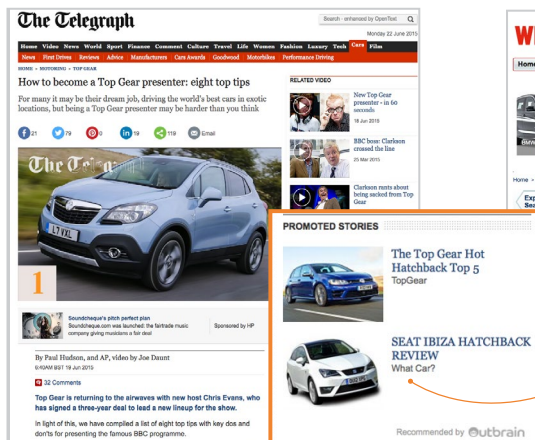 The Telegraph
Search - enhanced by OpenText
Monday 22 June 2015
Home Video News World Sport Finance Comment Culture Travel Life Women Fashion Luxury Tech Cars Film
News First Drives Reviews Advice Manufacturers Cars Awards Goodwood Motorbikes Performance Driving
HOME » MOTORING » TOP GEAR
How to become a Top Gear presenter: eight top tips
For many it may be their dream job, driving the world's best cars in exotic
locations, but being a Top Gear presenter may be harder than you think
21 79 0 19 119 Email
The Telegraph
L7 VXL
1
Soundcheque's pitch perfect plan
Soundcheque.com was launched: the fairtrade music
company giving musicians a fair deal
Sponsored by HP
By Paul Hudson, and AP, video by Joe Daunt
6:40AM BST 19 Jun 2015
32 Comments
Top Gear is returning to the airwaves with new host Chris Evans, who
has signed a three-year deal to lead a new lineup for the show.
In light of this, we have compiled a list of eight top tips with key dos and
don'ts for presenting the famous BBC programme.
RELATED VIDEO
New Top Gear
presenter - in 60
seconds
18 Jun 2015
BBC boss: Clarkson
crossed the line
25 Mar 2015
Clarkson rants about
being sacked from Top
Gear
PROMOTED STORIES
The Top Gear Hot
Hatchback Top 5
TopGear
SEAT IBIZA HATCHBACK
REVIEW
What Car?
Recommended by Outbrain
Home
BMW
Home »